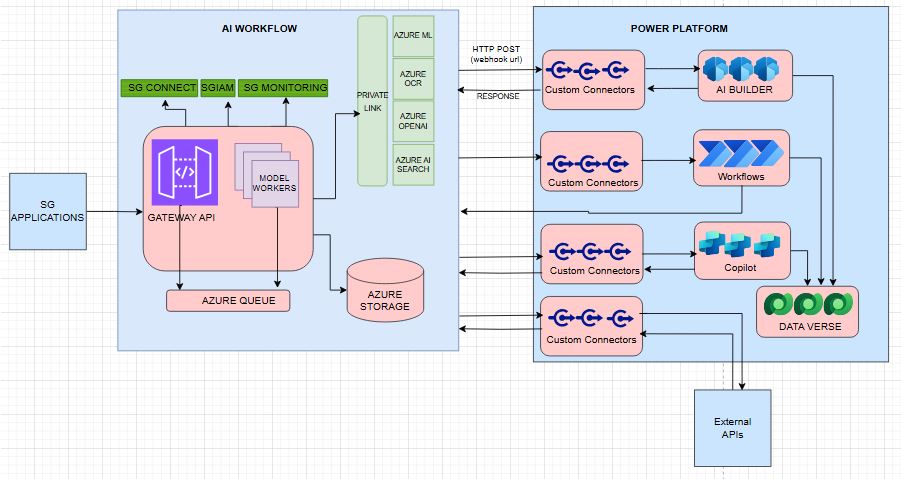 AI WORKFLOW
POWER PLATFORM
AZURE ML
HTTP POST
(webhook url)
AZURE
OCR
SG CONNECT
SGIAM
SG MONITORING
PRIVATE
LINK
RESPONSE
Custom Connectors
AI BUILDER
AZURE
OPENAI
AZURE AI
SEARCH
MODEL
WORKERS
Custom Connectors
Workflows
SG
APPLICATIONS
GATEWAY API
Custom Connectors
Copilot
AZURE QUEUE
AZURE
STORAGE
Custom Connectors
DATA VERSE
External
APIs